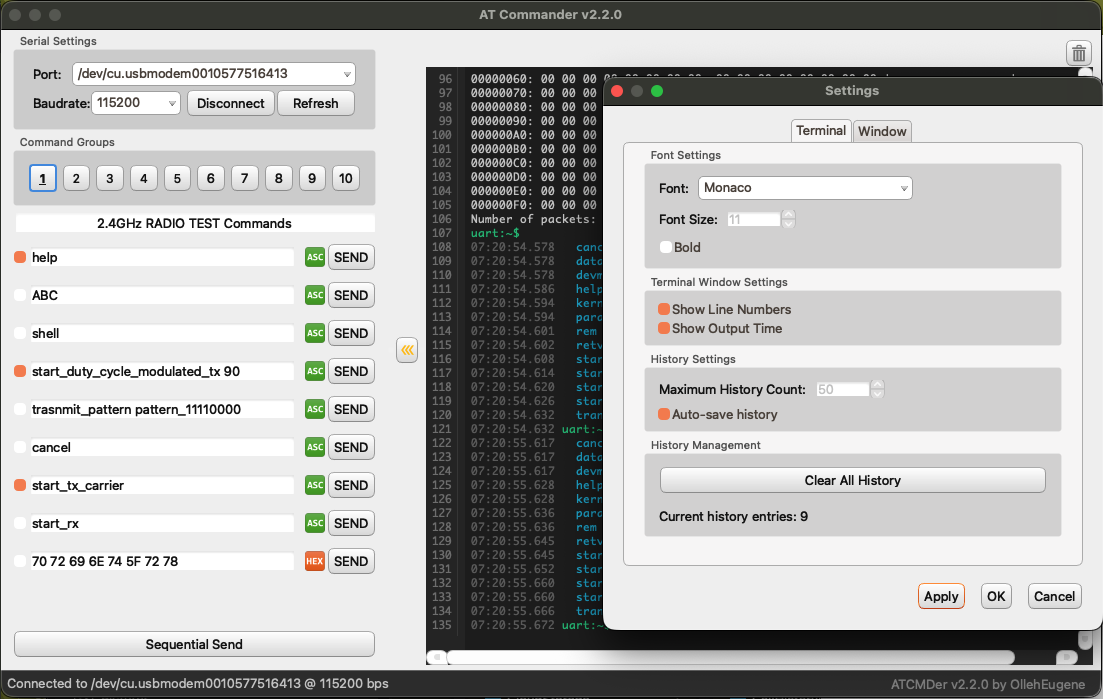 AT Commander v2.2.0
Serial Settings
Port: /dev/cu.usbmodem0010577516413
Baudrate: 115200 Disconnect Refresh
Command Groups
1 2 3 4 5 6 7 8 9 10
2.4GHz RADIO TEST Commands
help ASC SEND
ABC ASC SEND
shell ASC SEND
start_duty_cycle_modulated_tx 90 ASC SEND
trasnmit_pattern pattern_11110000 ASC SEND
cancel ASC SEND
start_tx_carrier ASC SEND
start_rx ASC SEND
70 72 69 6E 74 5F 72 78 HEX SEND
Sequential Send
96 00000060: 00 00 00
97 00000070: 00 00 00
98 00000080: 00 00 00
99 00000090: 00 00 00
100 000000A0: 00 00 00
101 000000B0: 00 00 00
102 000000C0: 00 00 00
103 000000D0: 00 00 00
104 000000E0: 00 00 00
105 000000F0: 00 00 00
106 Number of packets:
107 uart:~$
108 07:20:54.578 canc
109 07:20:54.578 data
110 07:20:54.578 devm
111 07:20:54.586 help
112 07:20:54.594 kern
113 07:20:54.594 para
114 07:20:54.601 rem
115 07:20:54.602 retv
116 07:20:54.608 star
117 07:20:54.614 star
118 07:20:54.620 star
119 07:20:54.626 star
120 07:20:54.632 tran
121 07:20:54.632 uart:~
122 07:20:55.617 canc
123 07:20:55.617 data
124 07:20:55.617 devm
125 07:20:55.628 help
126 07:20:55.628 kern
127 07:20:55.636 para
128 07:20:55.636 rem
129 07:20:55.645 retv
130 07:20:55.645 star
131 07:20:55.652 star
132 07:20:55.660 star
133 07:20:55.660 star
134 07:20:55.666 tran
135 07:20:55.672 uart:~
Settings
Terminal Window
Font Settings
Font: Monaco
Font Size: 11
Bold
Terminal Window Settings
Show Line Numbers
Show Output Time
History Settings
Maximum History Count: 50
Auto-save history
History Management
Clear All History
Current history entries: 9
Apply OK Cancel
Connected to /dev/cu.usbmodem0010577516413 @ 115200 bps
ATCMDer v2.2.0 by OllehEugene